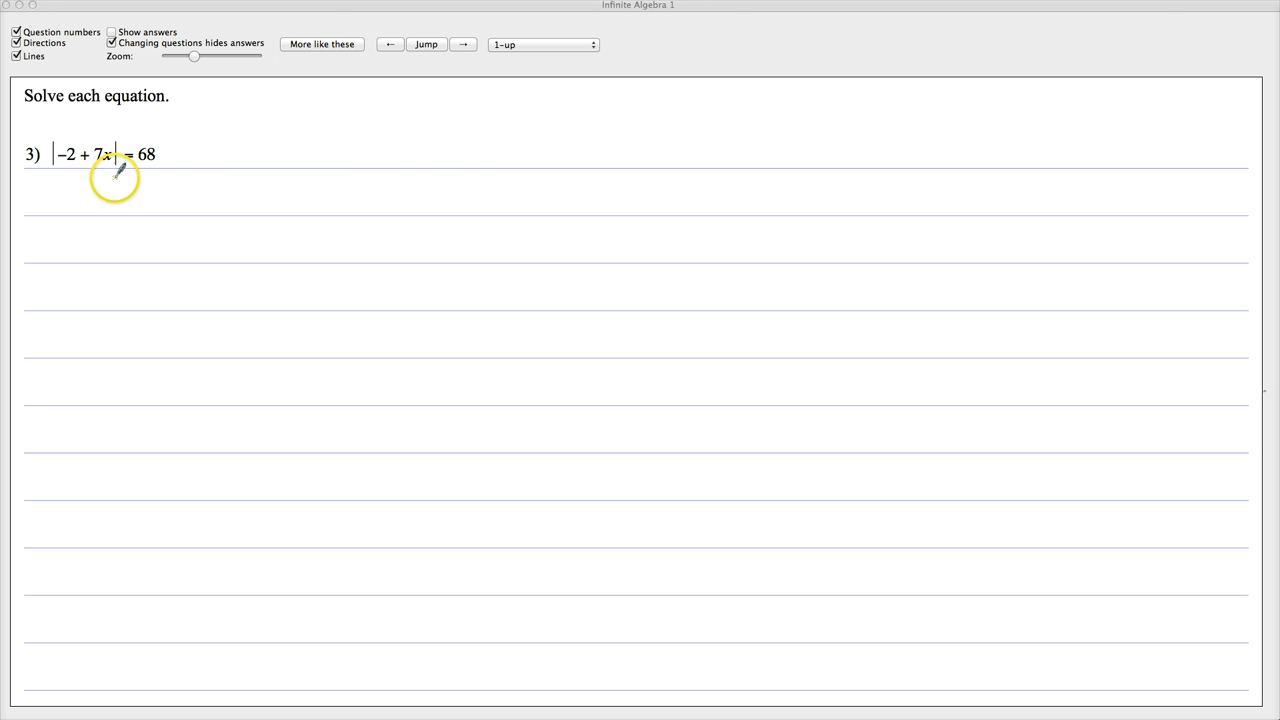 Infinite Algebra 1
Question numbers Show answers
Directions Changing questions hides answers More like these ← Jump → 1-up
Lines Zoom:
Solve each equation.
3) |−2 + 7x| = 68